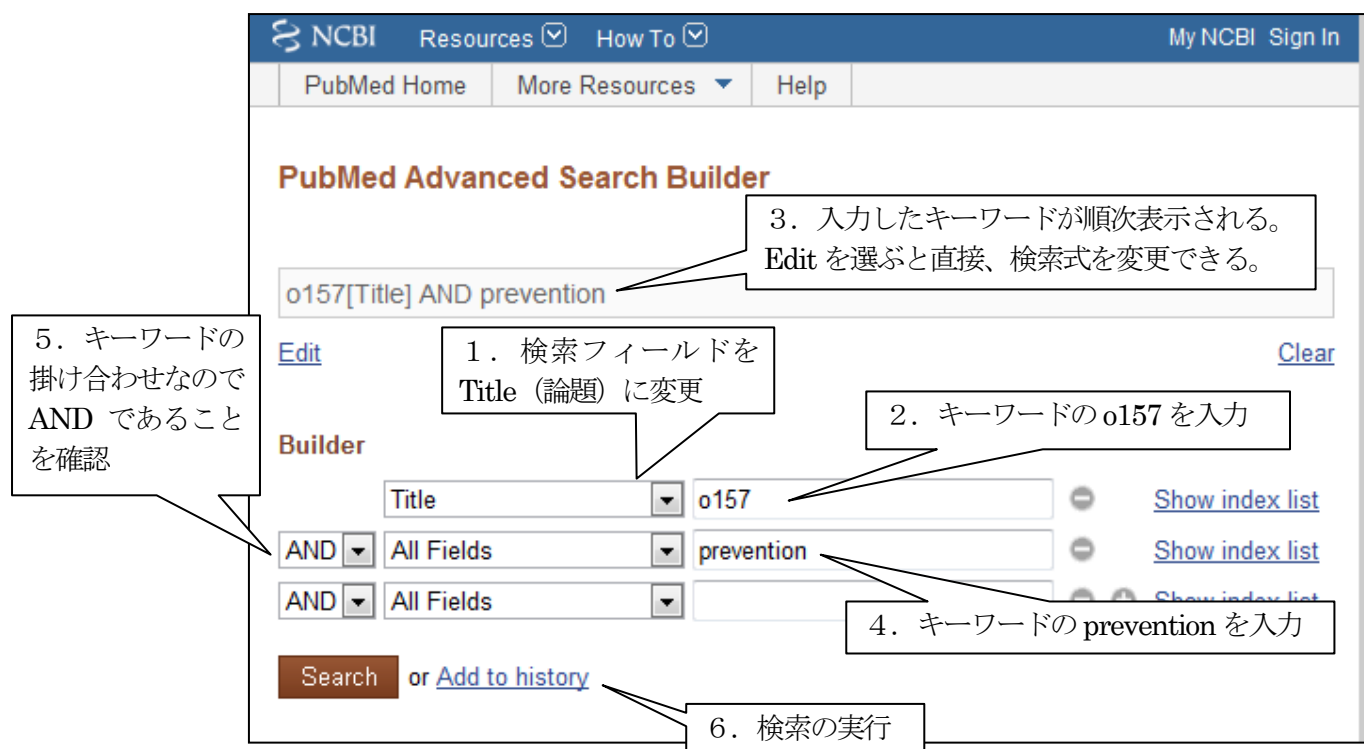 NCBI Resources How To My NCBI Sign In
PubMed Home More Resources Help
PubMed Advanced Search Builder
3．入力したキーワードが順次表示される。
Edit を選ぶと直接、検索式を変更できる。
o157[Title] AND prevention
5．キーワードの
掛け合わせなので
AND であること
を確認
Edit
1．検索フィールドを
Title（論題）に変更
Clear
2．キーワードの o157 を入力
Builder
Title o157 Show index list
AND All Fields prevention Show index list
AND All Fields Show index list
4．キーワードの prevention を入力
Search or Add to history
6．検索の実行